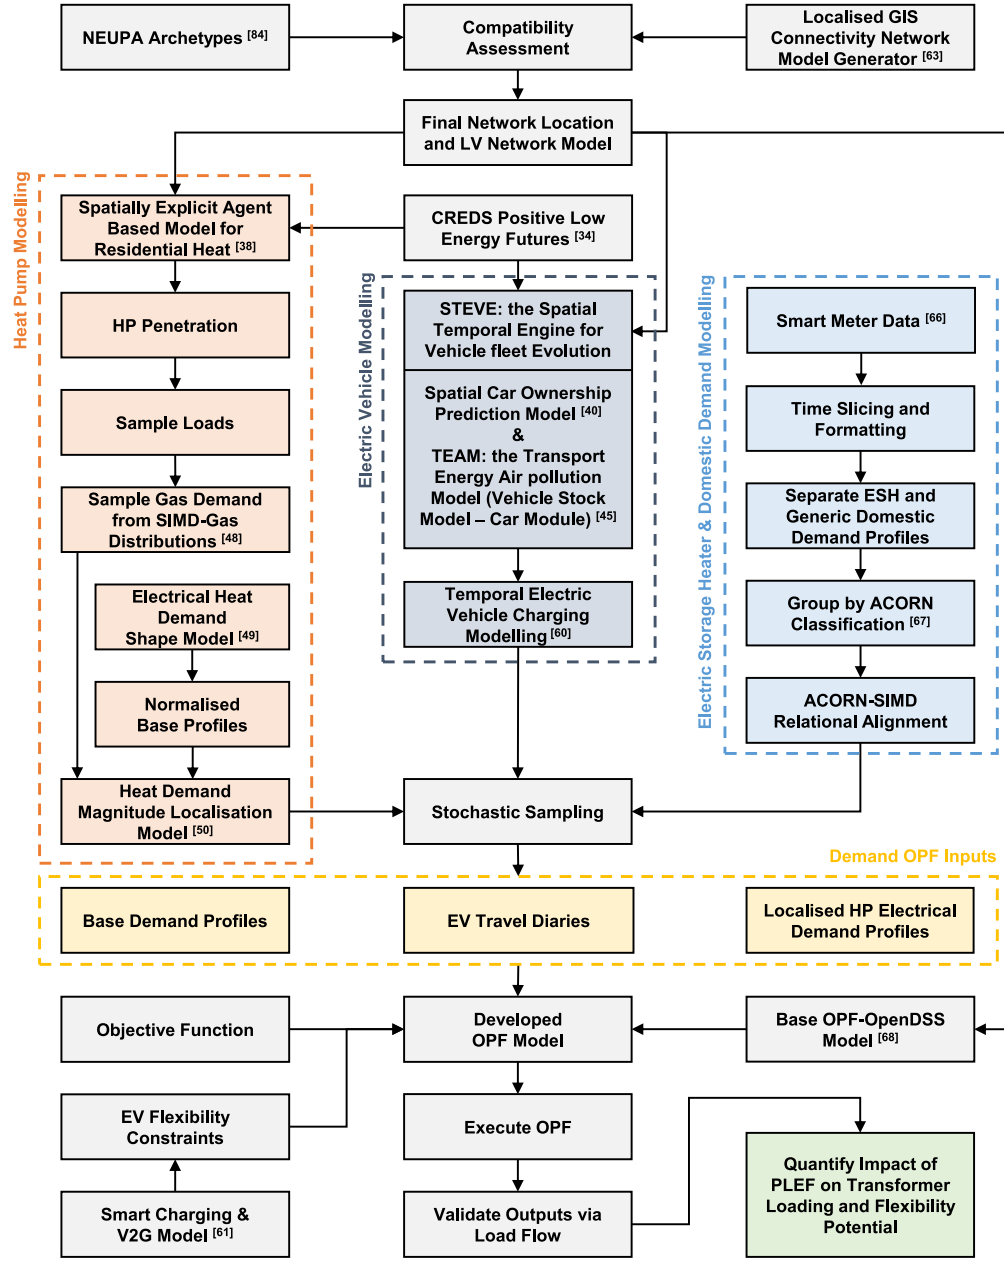 NEUPA Archetypes [84]
Compatibility
Assessment
Localised GIS
Connectivity Network
Model Generator [63]
Final Network Location
and LV Network Model
Heat Pump Modelling
Spatially Explicit Agent
Based Model for
Residential Heat [38]
HP Penetration
Sample Loads
Sample Gas Demand
from SIMD-Gas
Distributions [48]
Electrical Heat
Demand
Shape Model [49]
Normalised
Base Profiles
Heat Demand
Magnitude Localisation
Model [50]
CREDS Positive Low
Energy Futures [34]
Electric Vehicle Modelling
STEVE: the Spatial
Temporal Engine for
Vehicle fleet Evolution
Spatial Car Ownership
Prediction Model [40]
&
TEAM: the Transport
Energy Air pollution
Model (Vehicle Stock
Model – Car Module) [45]
Temporal Electric
Vehicle Charging
Modelling [60]
Electric Storage Heater & Domestic Demand Modelling
Smart Meter Data [66]
Time Slicing and
Formatting
Separate ESH and
Generic Domestic
Demand Profiles
Group by ACORN
Classification [67]
ACORN-SIMD
Relational Alignment
Stochastic Sampling
Demand OPF Inputs
Base Demand Profiles
EV Travel Diaries
Localised HP Electrical
Demand Profiles
Objective Function
Developed
OPF Model
Base OPF-OpenDSS
Model [68]
EV Flexibility
Constraints
Execute OPF
Smart Charging &
V2G Model [61]
Validate Outputs via
Load Flow
Quantify Impact of
PLEF on Transformer
Loading and Flexibility
Potential